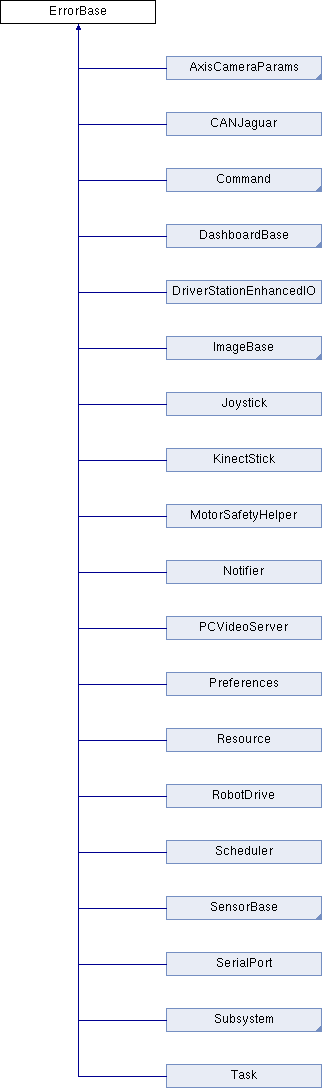 ErrorBase
AxisCameraParams
CANJaguar
Command
DashboardBase
DriverStationEnhancedIO
ImageBase
Joystick
KinectStick
MotorSafetyHelper
Notifier
PCVideoServer
Preferences
Resource
RobotDrive
Scheduler
SensorBase
SerialPort
Subsystem
Task